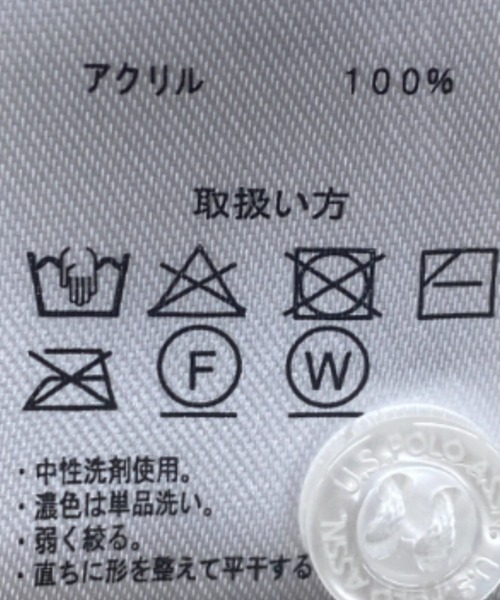 アクリル 100%
取扱い方
F W
・中性洗剤使用。
・濃色は単品洗い。
・弱く絞る。
・直ちに形を整えて平干する
U.S. POLO ASSN. U.S.